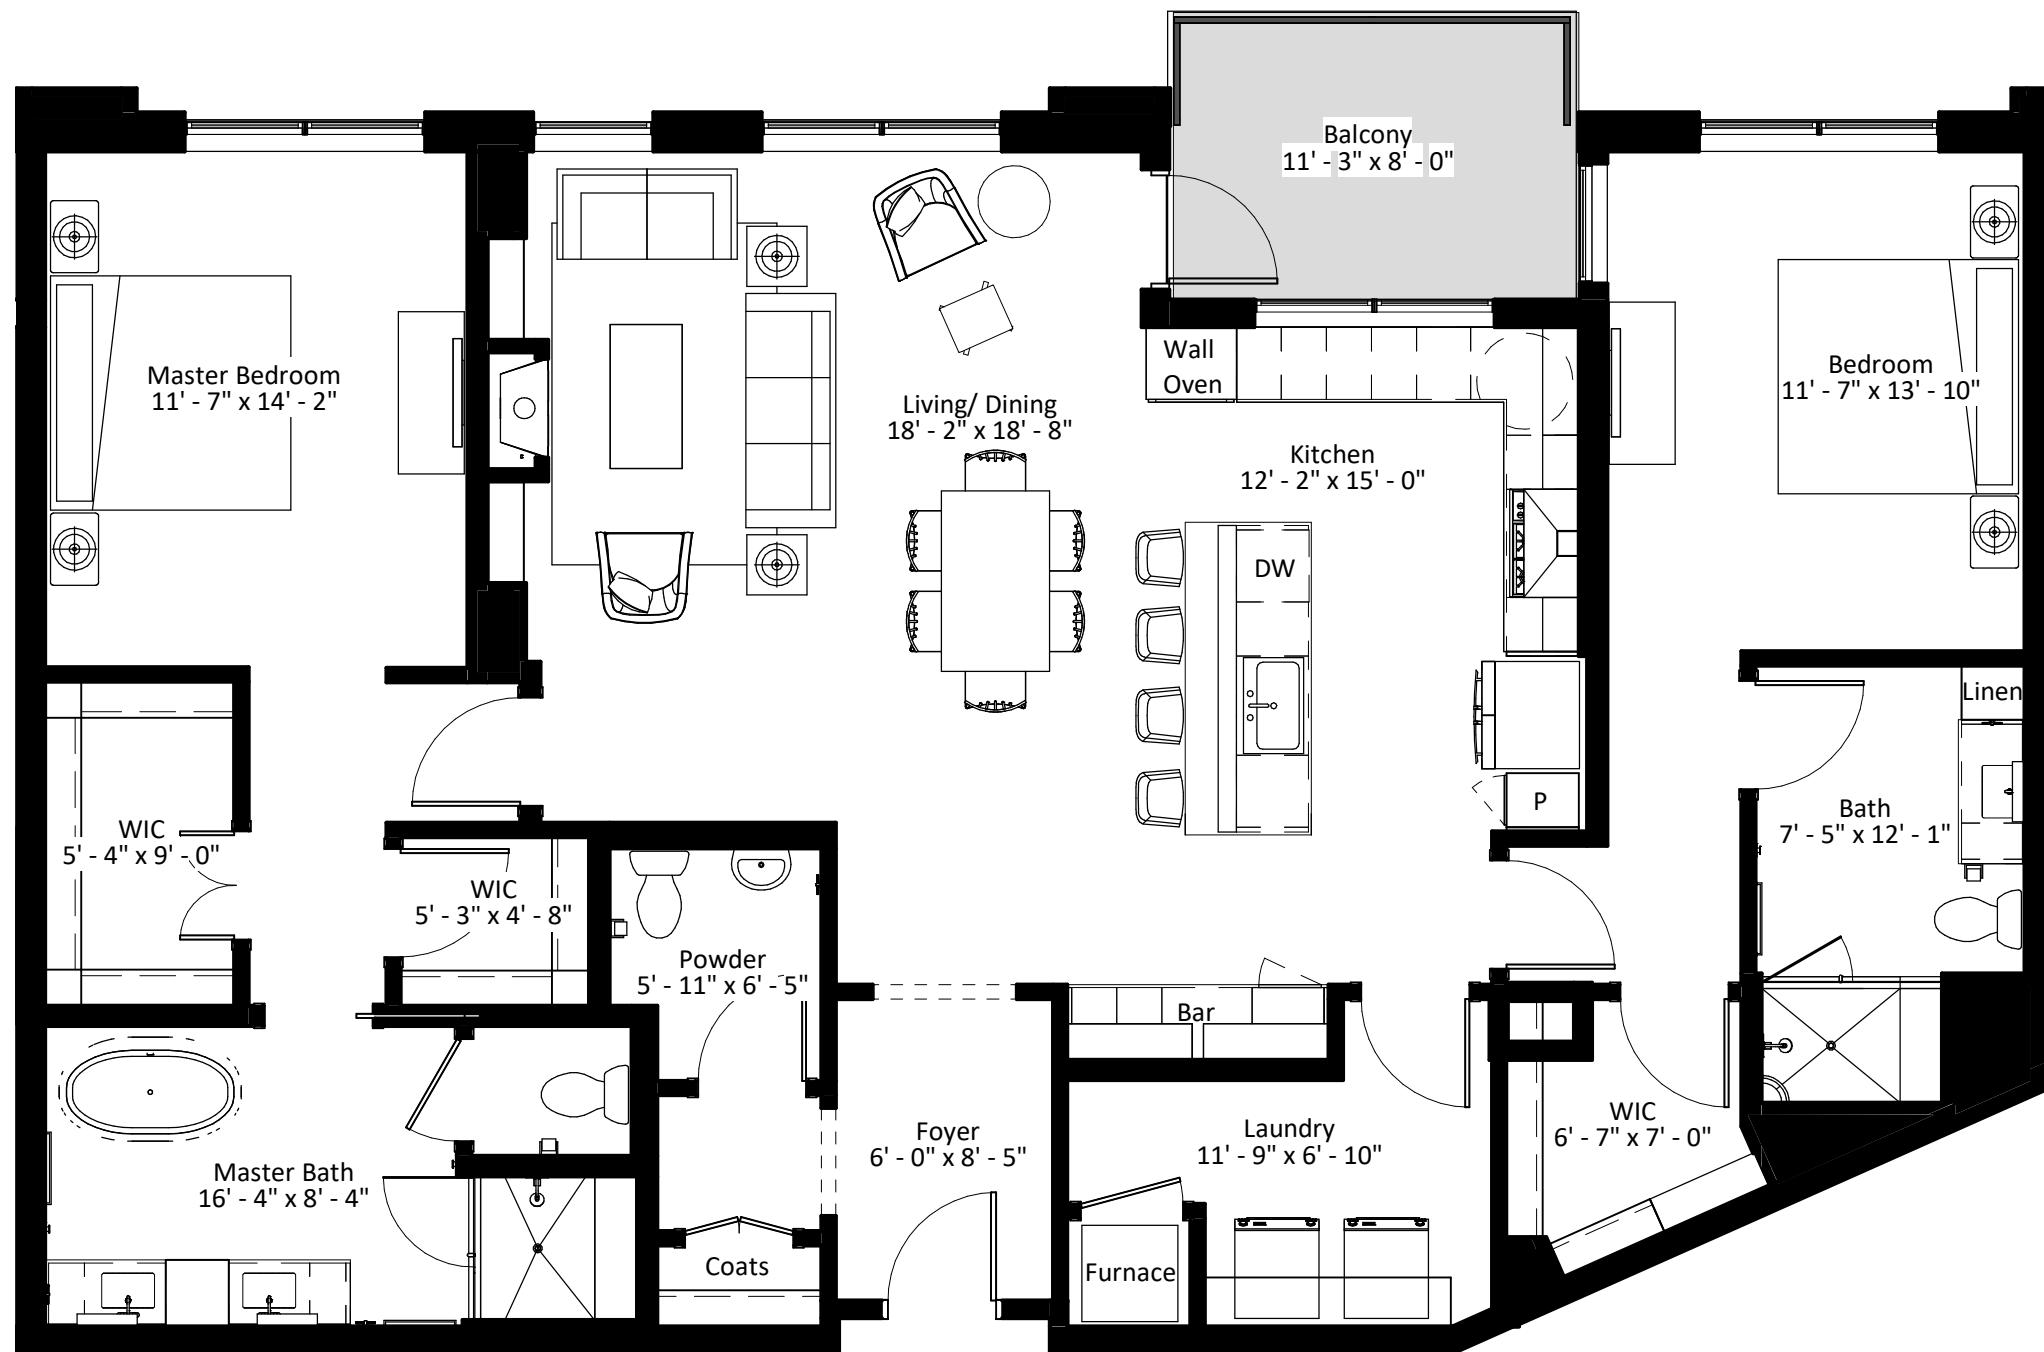 Balcony
11' - 3" x 8' - 0"
Master Bedroom
11' - 7" x 14' - 2"
Living/ Dining
18' - 2" x 18' - 8"
Wall
Oven
Kitchen
12' - 2" x 15' - 0"
Bedroom
11' - 7" x 13' - 10"
DW
Linen
P
WIC
5' - 4" x 9' - 0"
WIC
5' - 3" x 4' - 8"
Bath
7' - 5" x 12' - 1"
Powder
5' - 11" x 6' - 5"
Bar
Master Bath
16' - 4" x 8' - 4"
Foyer
6' - 0" x 8' - 5"
Laundry
11' - 9" x 6' - 10"
WIC
6' - 7" x 7' - 0"
Coats
Furnace